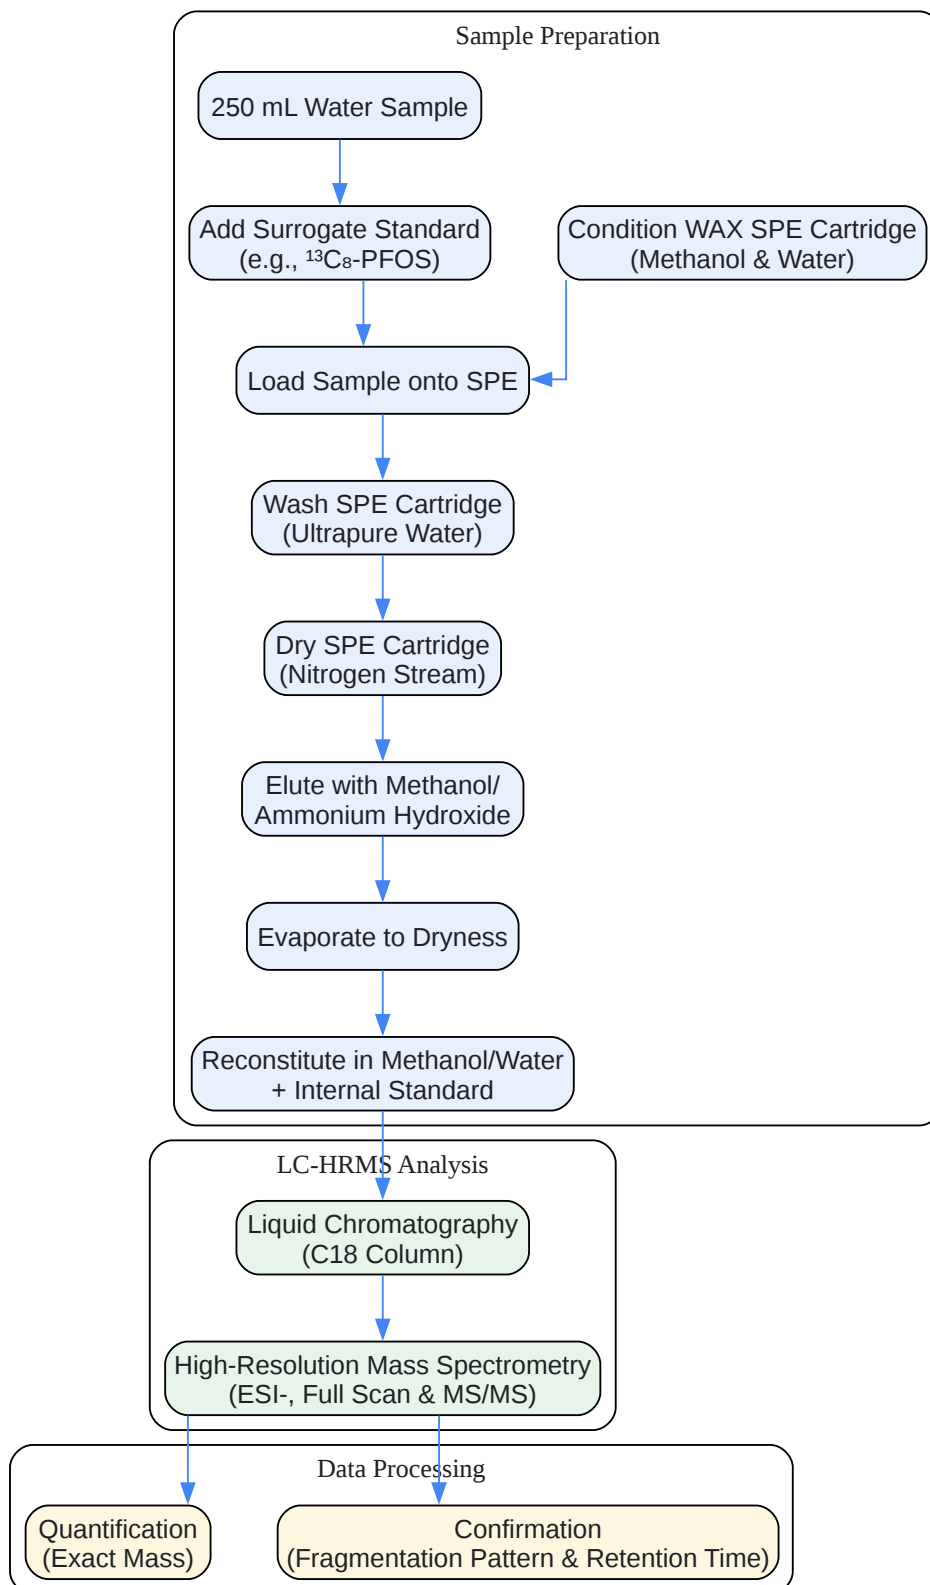 Sample Preparation
250 mL Water Sample
Add Surrogate Standard
(e.g., ¹³C₈-PFOS)
Condition WAX SPE Cartridge
(Methanol & Water)
Load Sample onto SPE
Wash SPE Cartridge
(Ultrapure Water)
Dry SPE Cartridge
(Nitrogen Stream)
Elute with Methanol/
Ammonium Hydroxide
Evaporate to Dryness
Reconstitute in Methanol/Water
+ Internal Standard
LC-HRMS Analysis
Liquid Chromatography
(C18 Column)
High-Resolution Mass Spectrometry
(ESI-, Full Scan & MS/MS)
Data Processing
Quantification
(Exact Mass)
Confirmation
(Fragmentation Pattern & Retention Time)